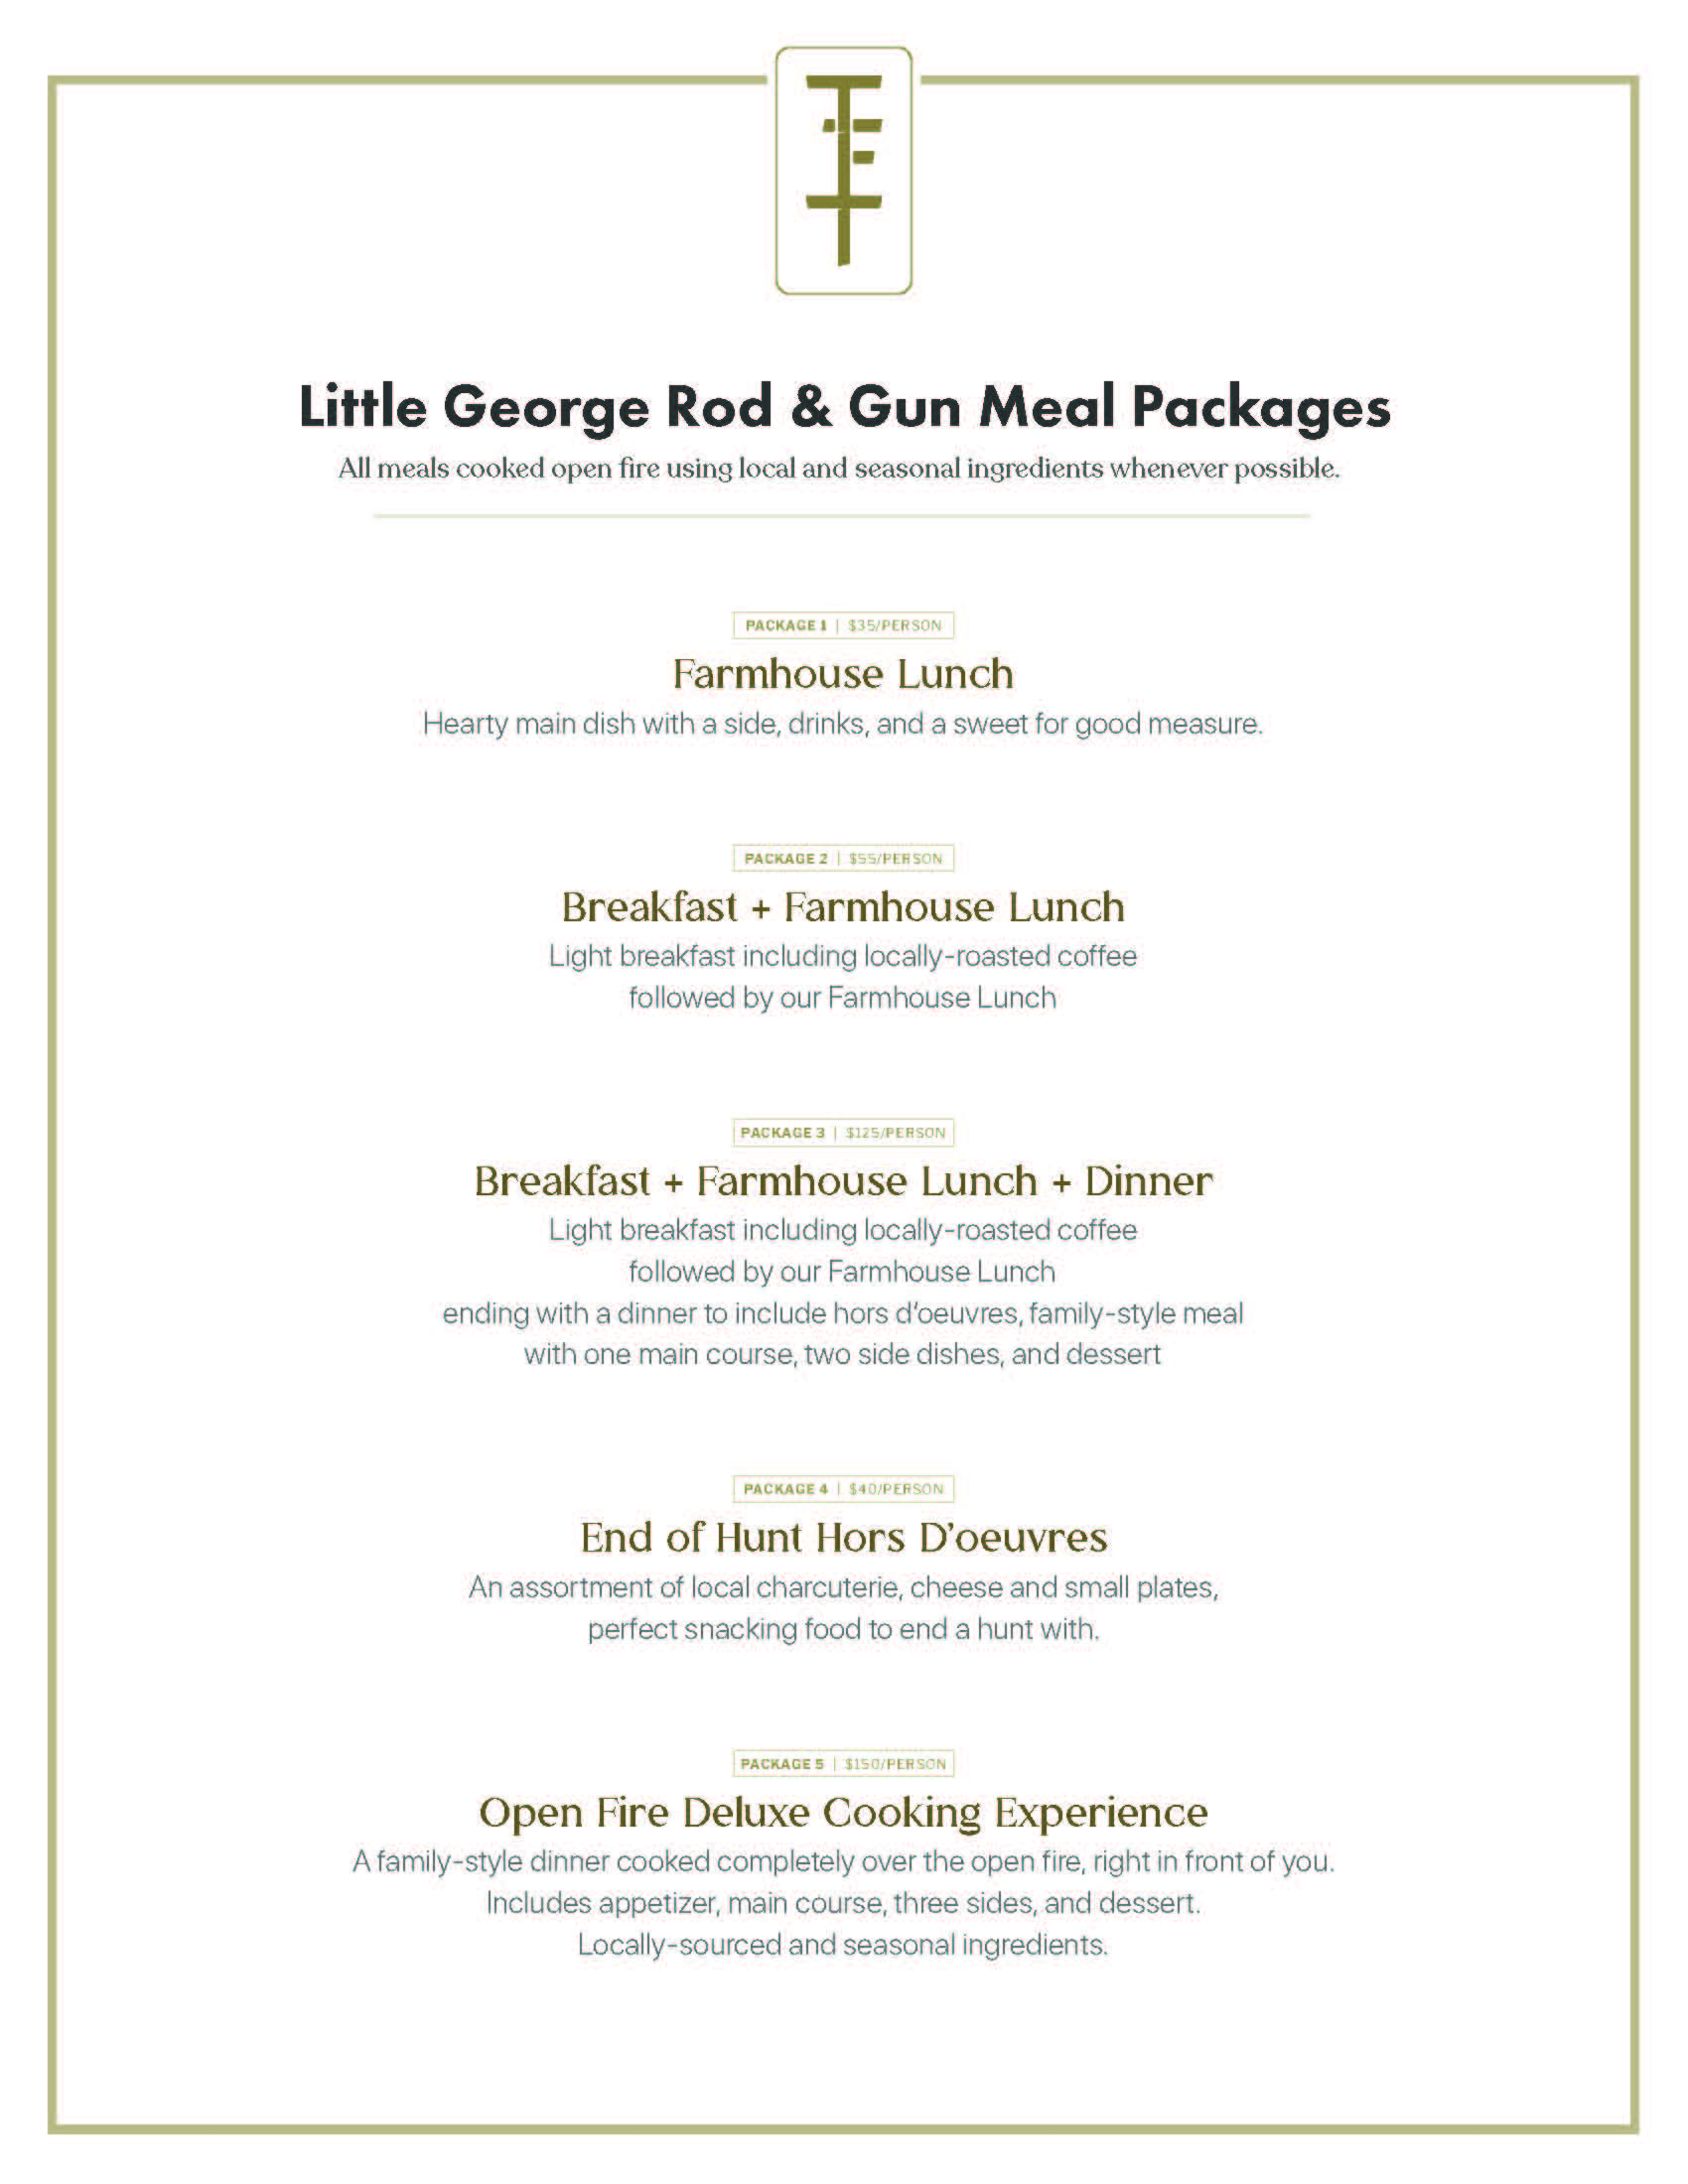 Little George Rod & Gun Meal Packages
All meals cooked open fire using local and seasonal ingredients whenever possible.
PACKAGE 1 | $35/PERSON
Farmhouse Lunch
Hearty main dish with a side, drinks, and a sweet for good measure.
PACKAGE 2 | $55/PERSON
Breakfast + Farmhouse Lunch
Light breakfast including locally-roasted coffee
followed by our Farmhouse Lunch
PACKAGE 3 | $125/PERSON
Breakfast + Farmhouse Lunch + Dinner
Light breakfast including locally-roasted coffee
followed by our Farmhouse Lunch
ending with a dinner to include hors d'oeuvres, family-style meal
with one main course, two side dishes, and dessert
PACKAGE 4 | $40/PERSON
End of Hunt Hors D'oeuvres
An assortment of local charcuterie, cheese and small plates,
perfect snacking food to end a hunt with.
PACKAGE 5 | $150/PERSON
Open Fire Deluxe Cooking Experience
A family-style dinner cooked completely over the open fire, right in front of you.
Includes appetizer, main course, three sides, and dessert.
Locally-sourced and seasonal ingredients.